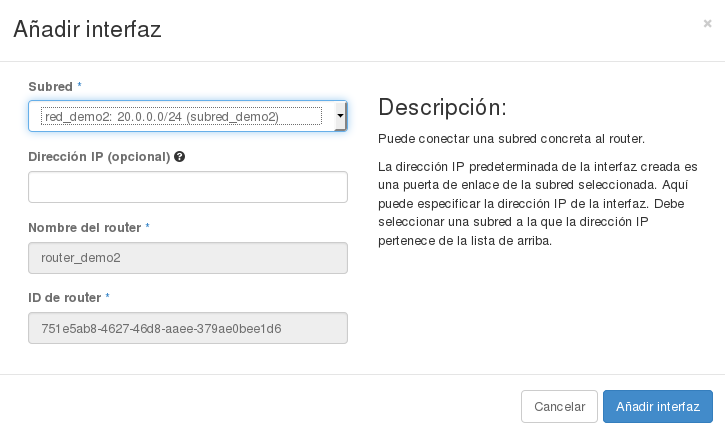 Añadir interfaz
×
Subred *
red_demo2: 20.0.0.0/24 (subred_demo2)
Dirección IP (opcional) ?
Nombre del router *
router_demo2
ID de router *
751e5ab8-4627-46d8-aaee-379ae0bee1d6
Descripción:
Puede conectar una subred concreta al router.
La dirección IP predeterminada de la interfaz creada es
una puerta de enlace de la subred seleccionada. Aquí
puede especificar la dirección IP de la interfaz. Debe
seleccionar una subred a la que la dirección IP
pertenece de la lista de arriba.
Cancelar
Añadir interfaz